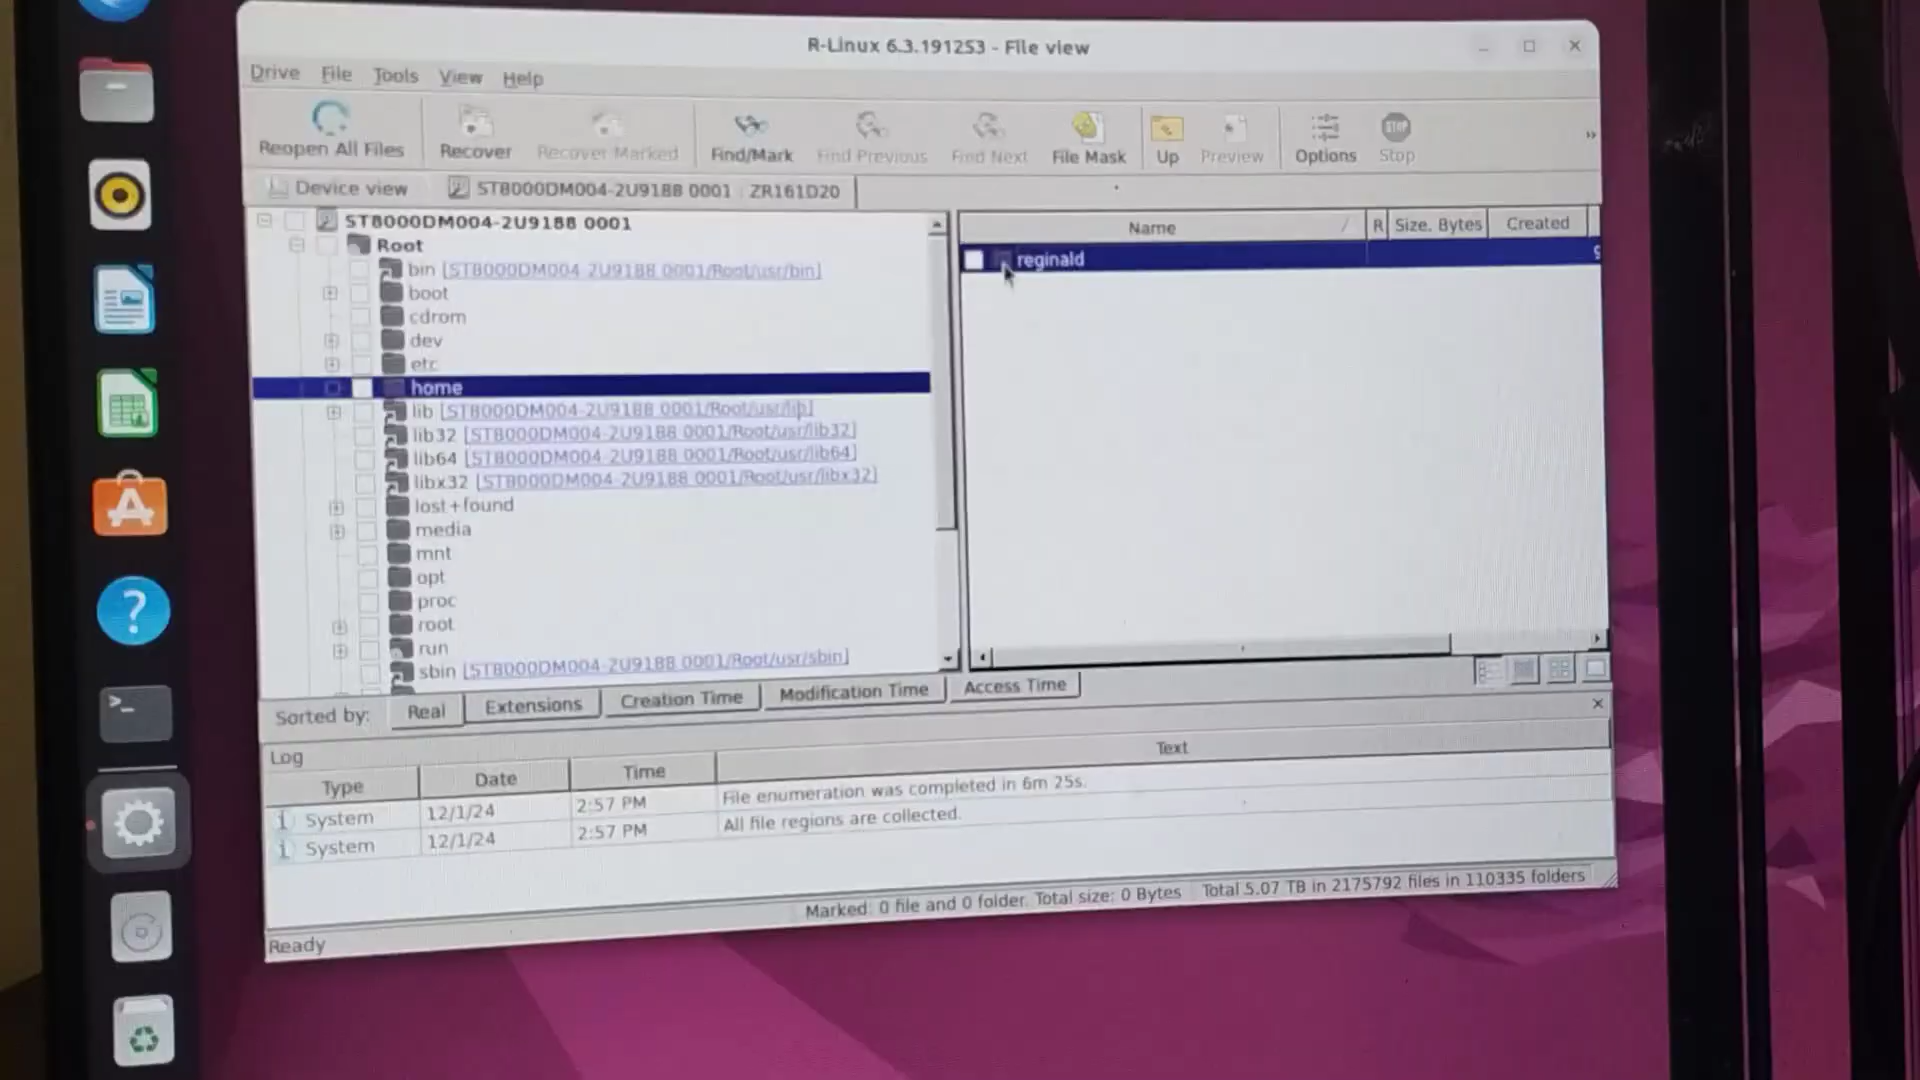 R-Linux 6.3.191253 - File view
Drive File Tools View Help
Reopen All Files Recover Recover Marked Find/Mark Find Previous Find Next File Mask Up Preview Options Stop
Device view ST8000DM004-2U9188 0001 : ZR161D20
ST8000DM004-2U9188 0001
Root
bin [ST8000DM004-2U9188 0001/Root/usr/bin]
boot
cdrom
dev
etc
home
lib [ST8000DM004-2U9188 0001/Root/usr/lib]
lib32 [ST8000DM004-2U9188 0001/Root/usr/lib32]
lib64 [ST8000DM004-2U9188 0001/Root/usr/lib64]
libx32 [ST8000DM004-2U9188 0001/Root/usr/libx32]
lost+found
media
mnt
opt
proc
root
run
sbin [ST8000DM004-2U9188 0001/Root/usr/sbin]
Name R Size, Bytes Created
reginald
Sorted by: Real Extensions Creation Time Modification Time Access Time
Log
Type Date Time Text
System 12/1/24 2:57 PM File enumeration was completed in 6m 25s.
System 12/1/24 2:57 PM All file regions are collected.
Marked: 0 file and 0 folder. Total size: 0 Bytes Total 5.07 TB in 2175792 files in 110335 folders
Ready